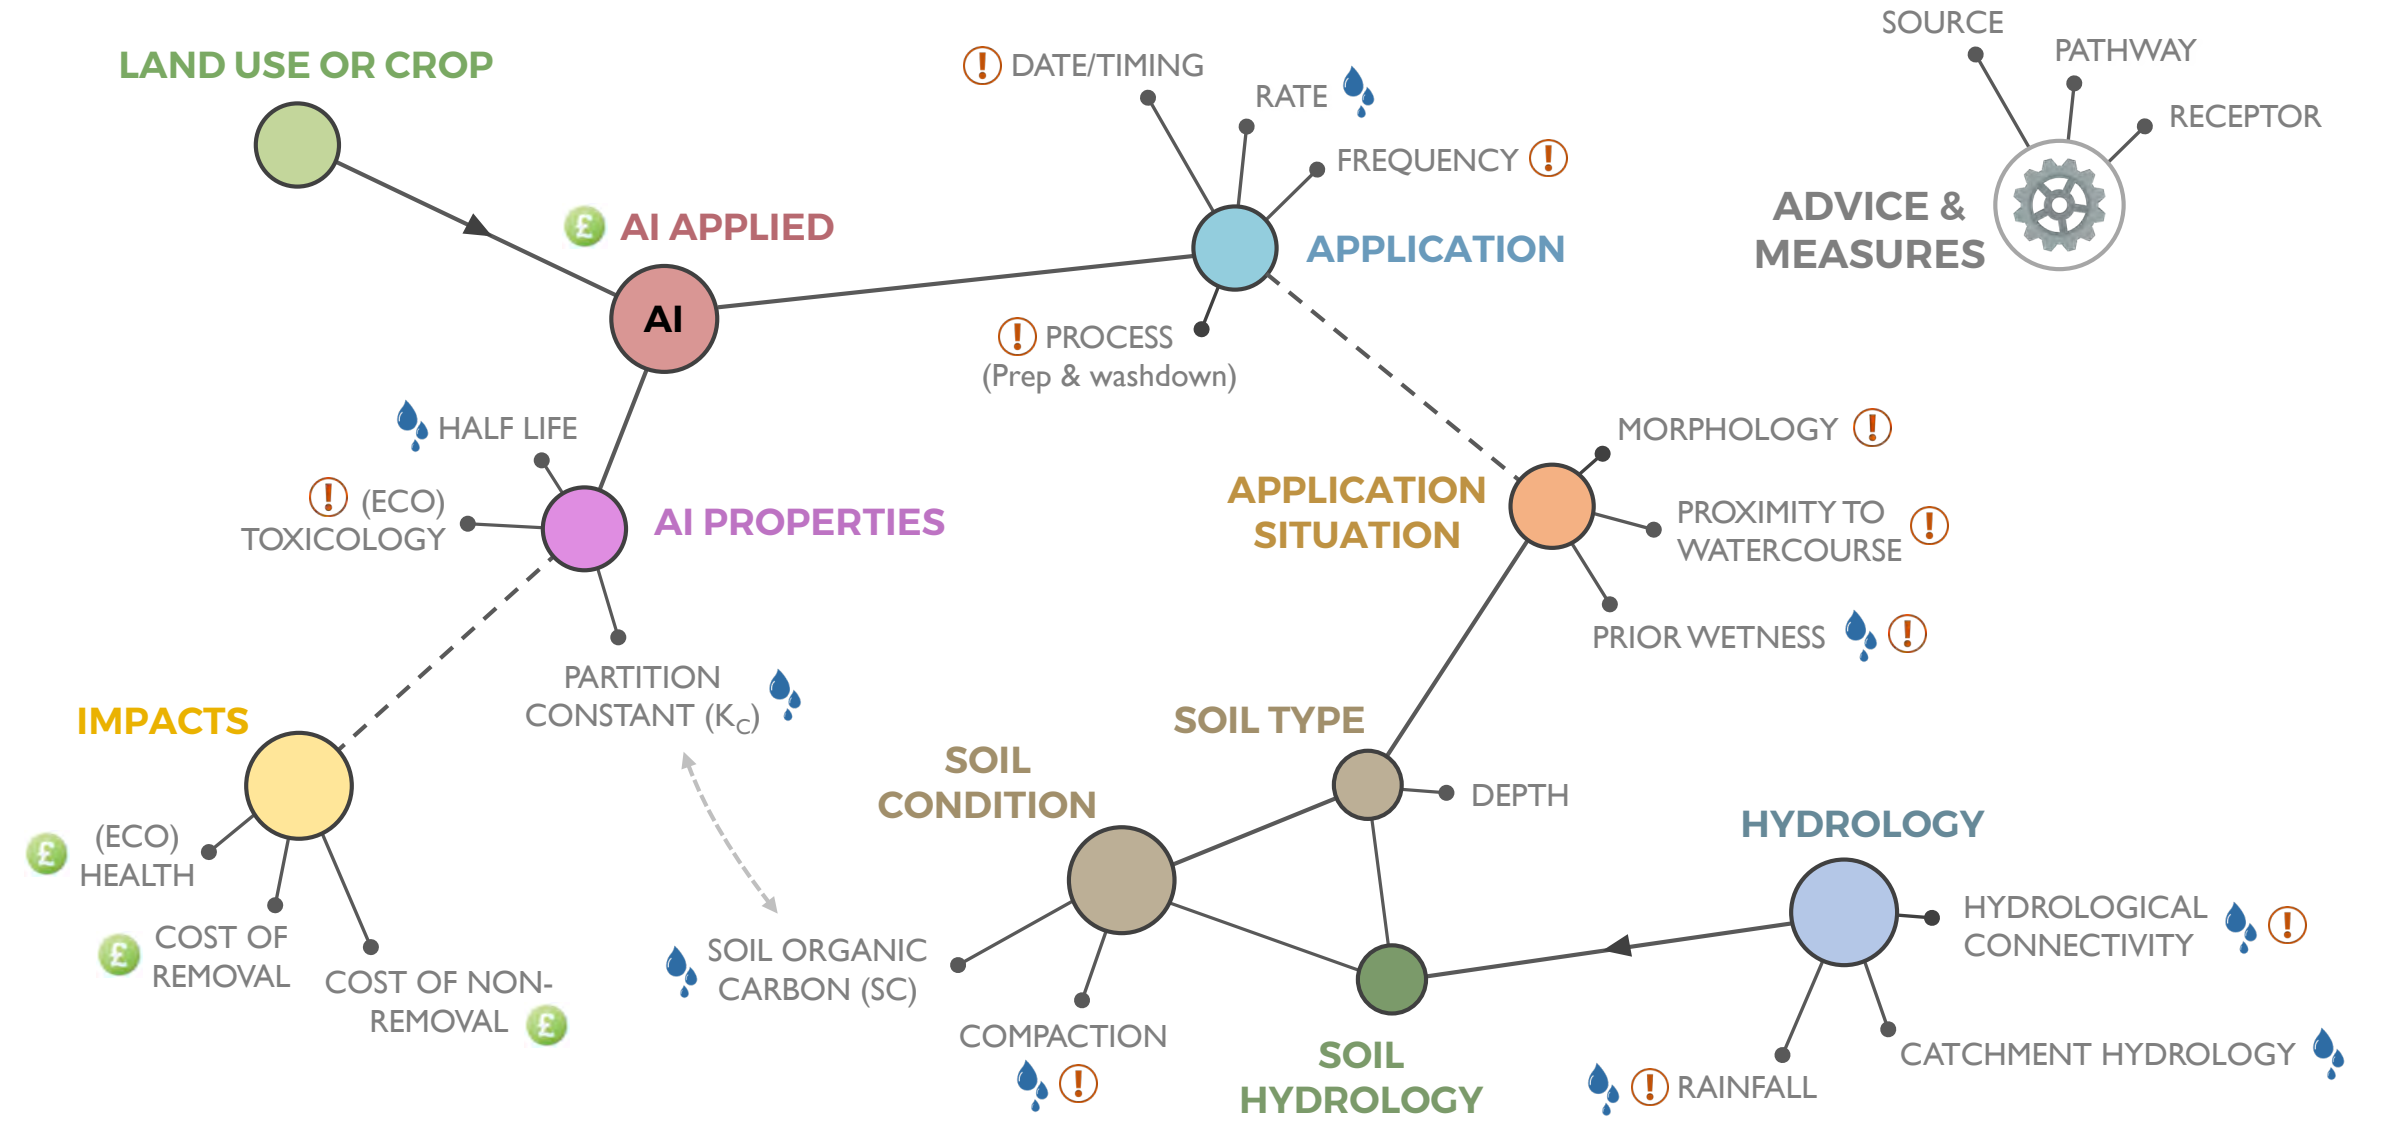 LAND USE OR CROP
AI APPLIED
AI
DATE/TIMING
RATE
FREQUENCY
APPLICATION
PROCESS
(Prep & washdown)
SOURCE
PATHWAY
RECEPTOR
ADVICE &
MEASURES
HALF LIFE
(ECO)
TOXICOLOGY
AI PROPERTIES
PARTITION
CONSTANT (KC)
MORPHOLOGY
APPLICATION
SITUATION
PROXIMITY TO
WATERCOURSE
PRIOR WETNESS
IMPACTS
(ECO)
HEALTH
COST OF
REMOVAL
COST OF NON-
REMOVAL
SOIL TYPE
DEPTH
SOIL
CONDITION
SOIL ORGANIC
CARBON (SC)
COMPACTION
SOIL
HYDROLOGY
HYDROLOGY
HYDROLOGICAL
CONNECTIVITY
CATCHMENT HYDROLOGY
RAINFALL